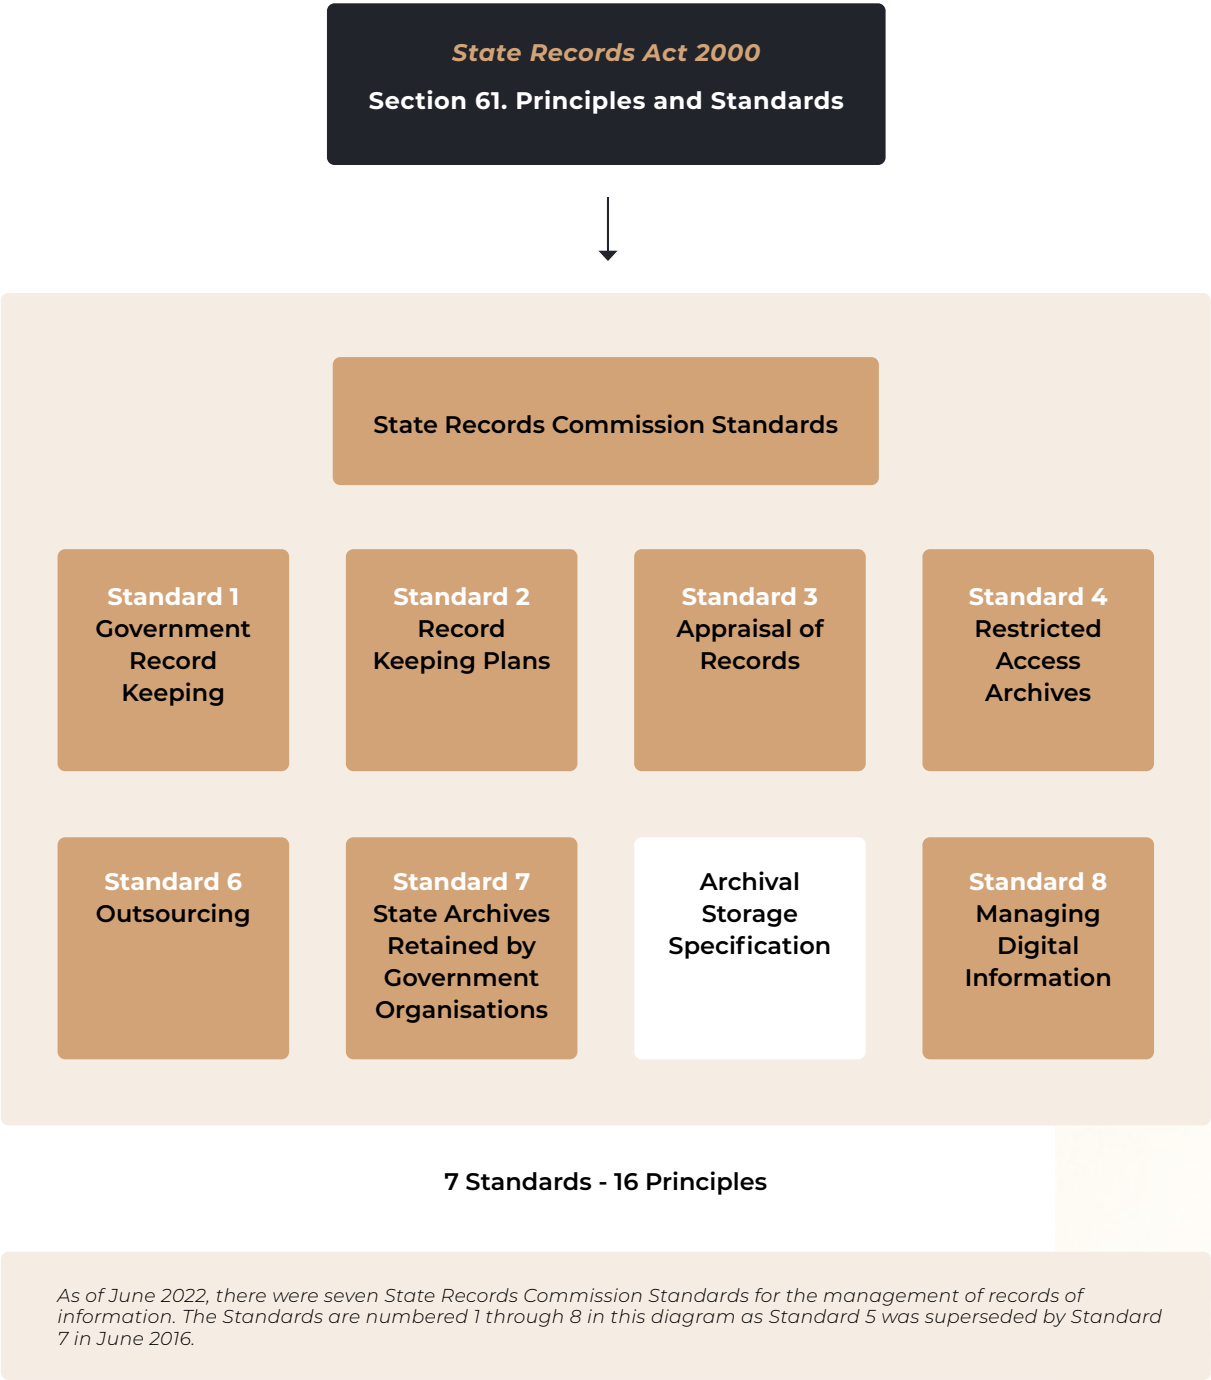 State Records Act 2000
Section 61. Principles and Standards
State Records Commission Standards
Standard 1
Government
Record
Keeping
Standard 2
Record
Keeping Plans
Standard 3
Appraisal of
Records
Standard 4
Restricted
Access
Archives
Standard 6
Outsourcing
Standard 7
State Archives
Retained by
Government
Organisations
Archival
Storage
Specification
Standard 8
Managing
Digital
Information
7 Standards - 16 Principles
As of June 2022, there were seven State Records Commission Standards for the management of records of
information. The Standards are numbered 1 through 8 in this diagram as Standard 5 was superseded by Standard
7 in June 2016.